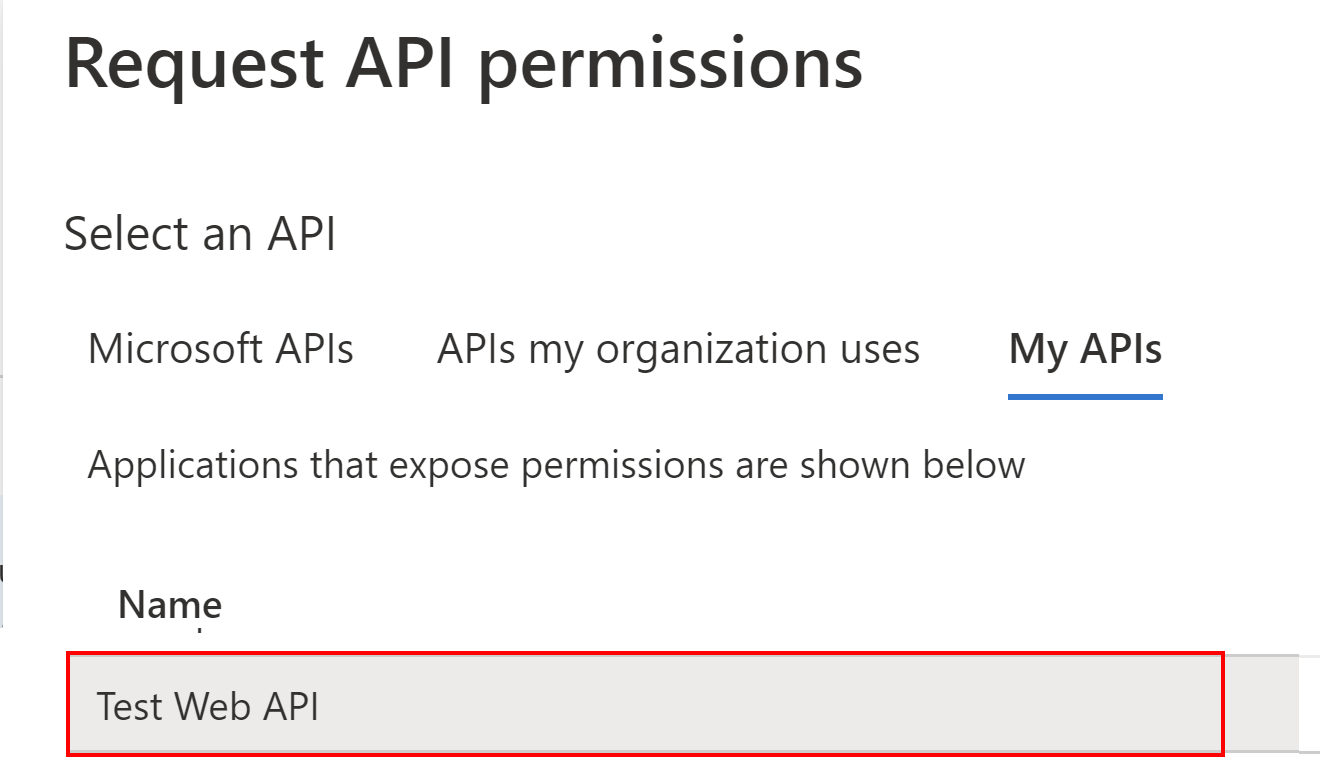 Request API permissions
Select an API
Microsoft APIs APIs my organization uses My APIs
Applications that expose permissions are shown below
Name
Test Web API